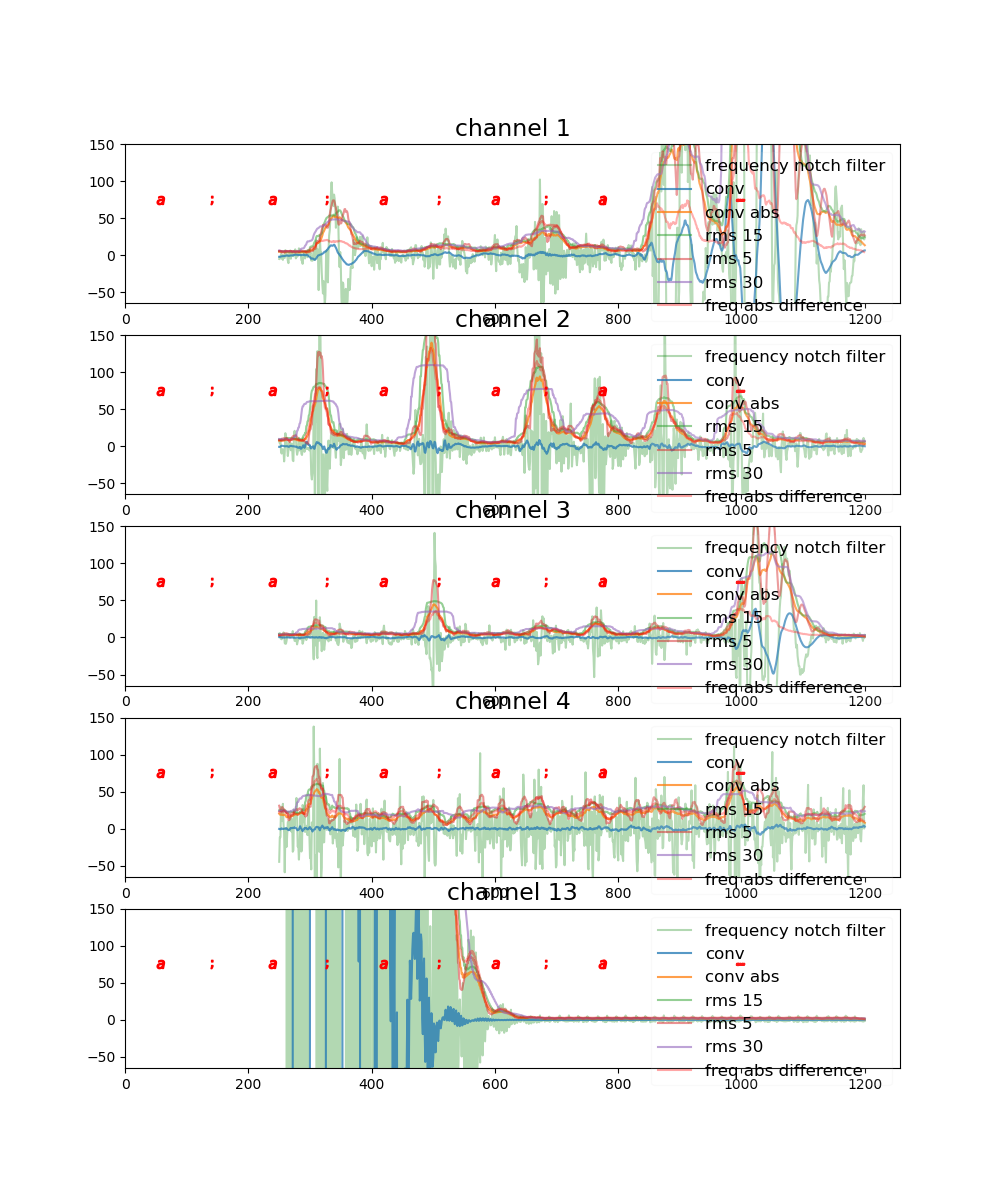 channel 1
150
100
50
0
−50
a ; a ; a ; a ; a –
frequency notch filter
conv
conv abs
rms 15
rms 5
rms 30
freq abs difference
0 200 400 600 800 1000 1200
channel 2
150
100
50
0
−50
a ; a ; a ; a ; a –
frequency notch filter
conv
conv abs
rms 15
rms 5
rms 30
freq abs difference
0 200 400 600 800 1000 1200
channel 3
150
100
50
0
−50
a ; a ; a ; a ; a –
frequency notch filter
conv
conv abs
rms 15
rms 5
rms 30
freq abs difference
0 200 400 600 800 1000 1200
channel 4
150
100
50
0
−50
a ; a ; a ; a ; a –
frequency notch filter
conv
conv abs
rms 15
rms 5
rms 30
freq abs difference
0 200 400 600 800 1000 1200
channel 13
150
100
50
0
−50
a ; a ; a ; a ; a –
frequency notch filter
conv
conv abs
rms 15
rms 5
rms 30
freq abs difference
0 200 400 600 800 1000 1200